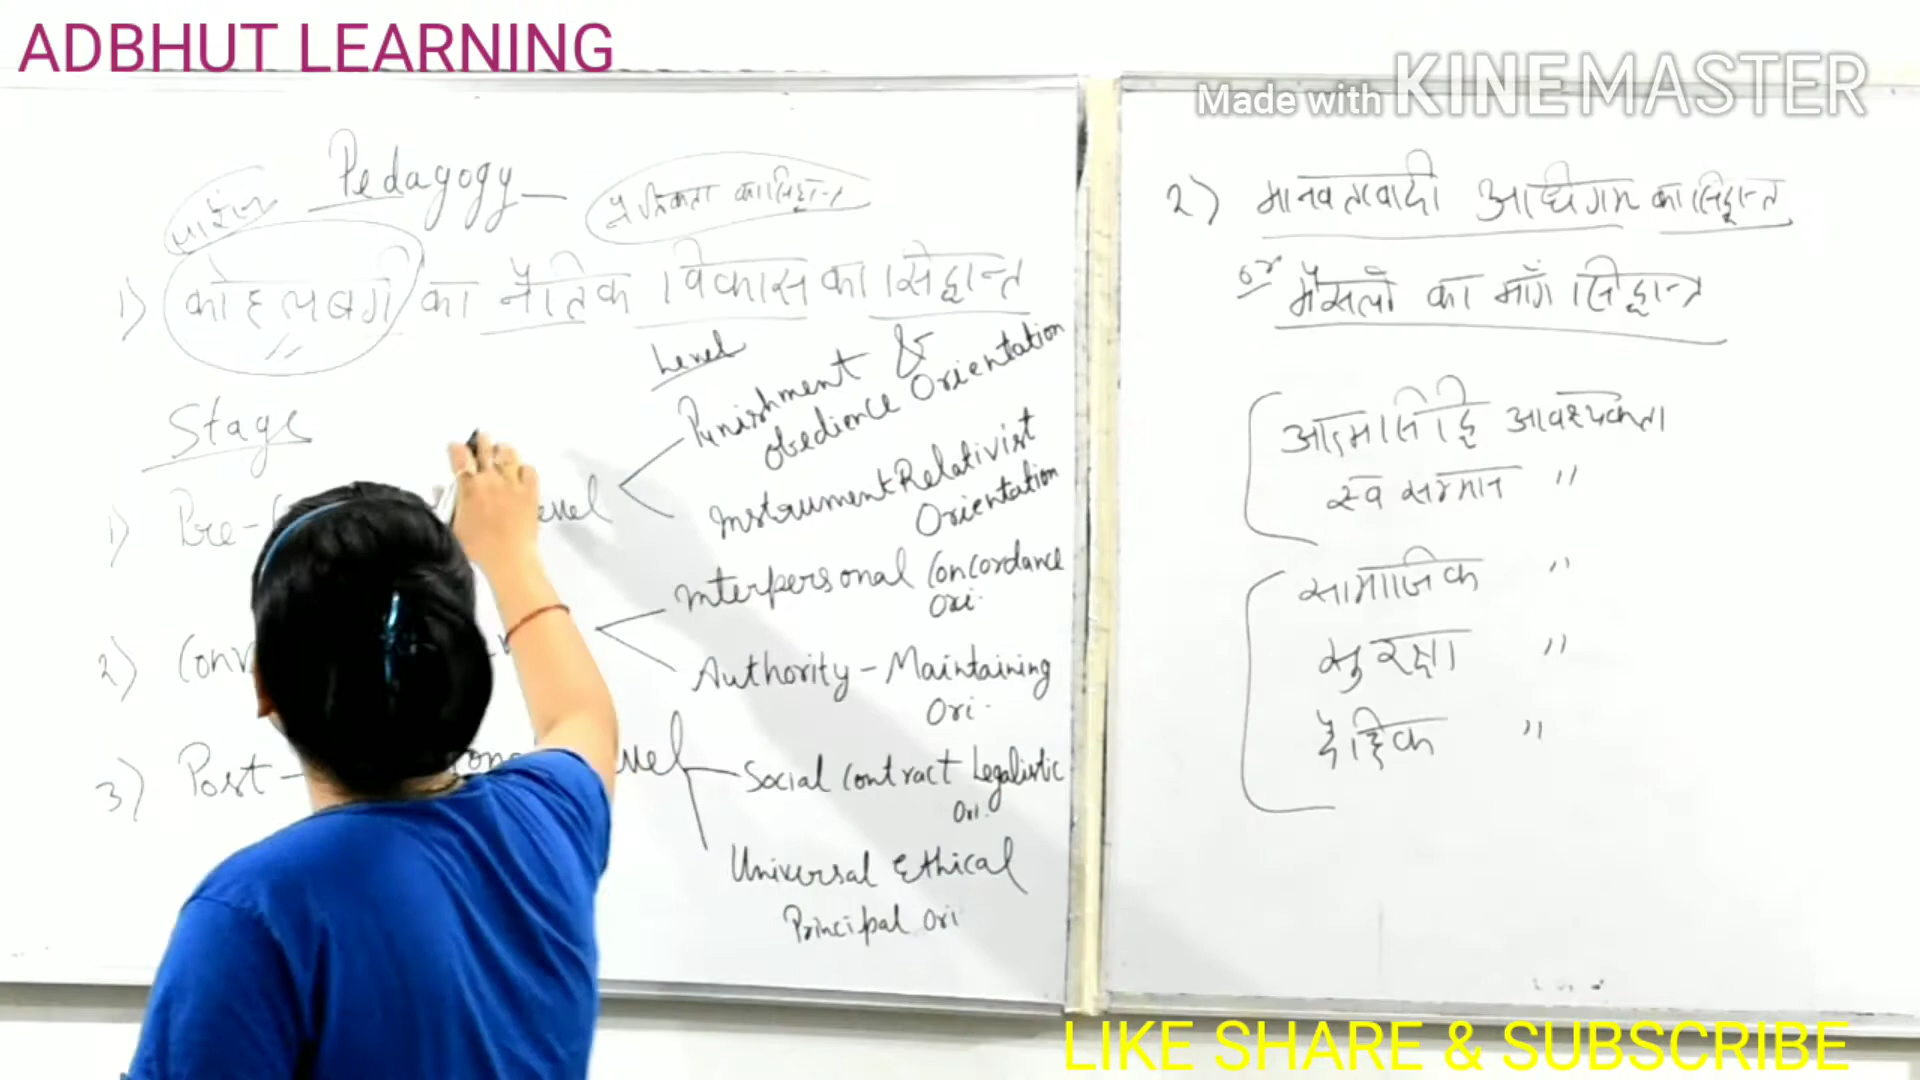 ADBHUT LEARNING
Made with KINEMASTER
Pedagogy
का सिद्धान्त
1) कोहलबर्ग का नैतिक विकास का सिद्धान्त
Stage
Level
1) Pre-
Punishment &
obedience Orientation
Instrument Relativist
Orientation
2) Conv
Interpersonal Concordance
Ori.
Authority - Maintaining
Ori.
3) Post -
Social Contract Legalistic
Ori.
Universal Ethical
Principal Ori
2) मानवतावादी अधिगम का सिद्धान्त
or मैसलो का माँग सिद्धान्त
आत्मसिद्धि आवश्यकता
स्व सम्मान "
सामाजिक "
सुरक्षा "
दैहिक "
LIKE SHARE & SUBSCRIBE